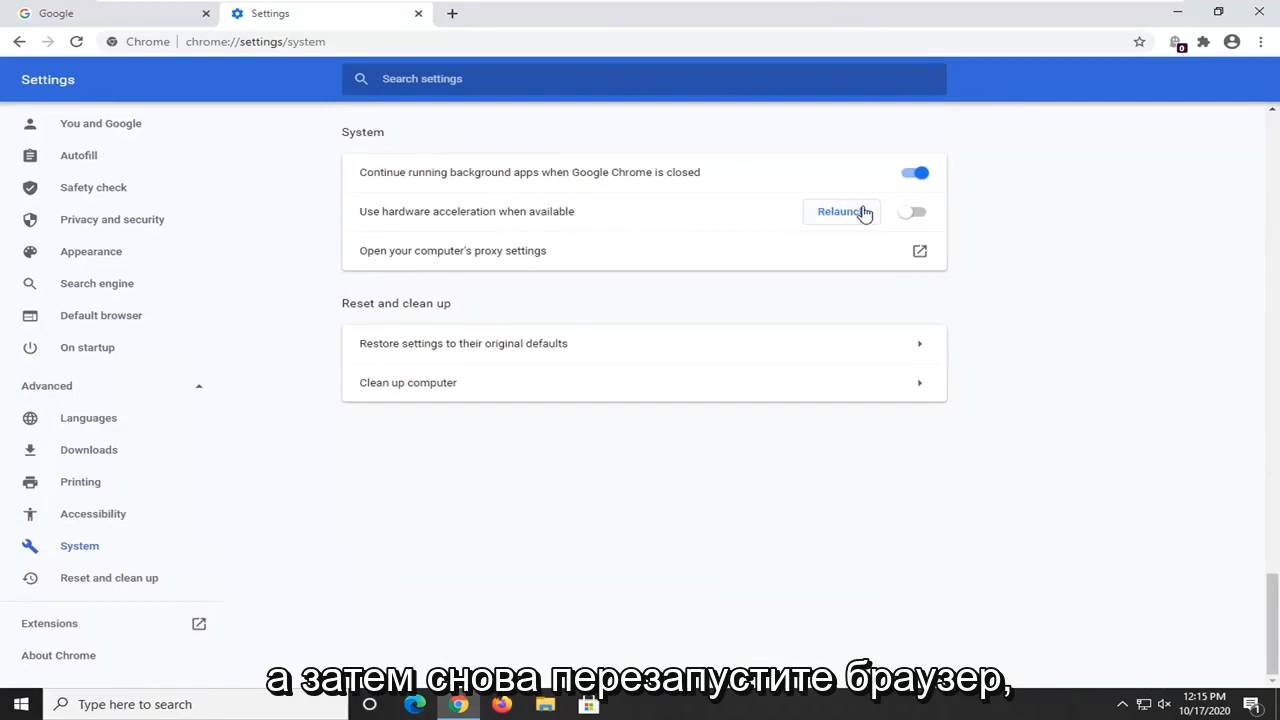 Google
Settings
Chrome
chrome://settings/system
0
Settings
Search settings
You and Google
Autofill
Safety check
Privacy and security
Appearance
Search engine
Default browser
On startup
Advanced
Languages
Downloads
Printing
Accessibility
System
Reset and clean up
Extensions
About Chrome
System
Continue running background apps when Google Chrome is closed
Use hardware acceleration when available
Relaunch
Open your computer's proxy settings
Reset and clean up
Restore settings to their original defaults
Clean up computer
а затем снова перезапустите браузер,
Type here to search
12:15 PM
10/17/2020
1